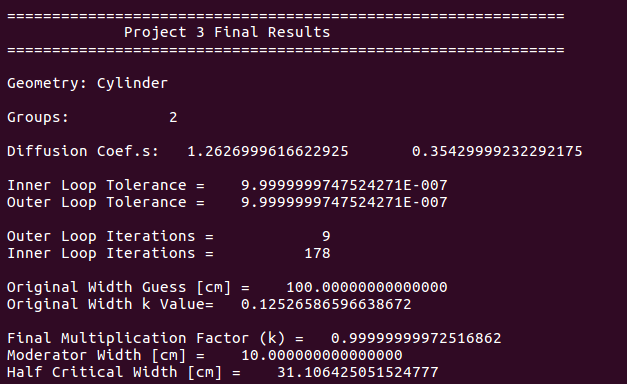 ==============================================================
Project 3 Final Results
==============================================================
Geometry: Cylinder
Groups: 2
Diffusion Coef.s: 1.2626999616622925 0.35429999232292175
Inner Loop Tolerance = 9.9999999747524271E-007
Outer Loop Tolerance = 9.9999999747524271E-007
Outer Loop Iterations = 9
Inner Loop Iterations = 178
Original Width Guess [cm] = 100.00000000000000
Original Width k Value= 0.12526586596638672
Final Multiplication Factor (k) = 0.99999999972516862
Moderator Width [cm] = 10.000000000000000
Half Critical Width [cm] = 31.106425051524777